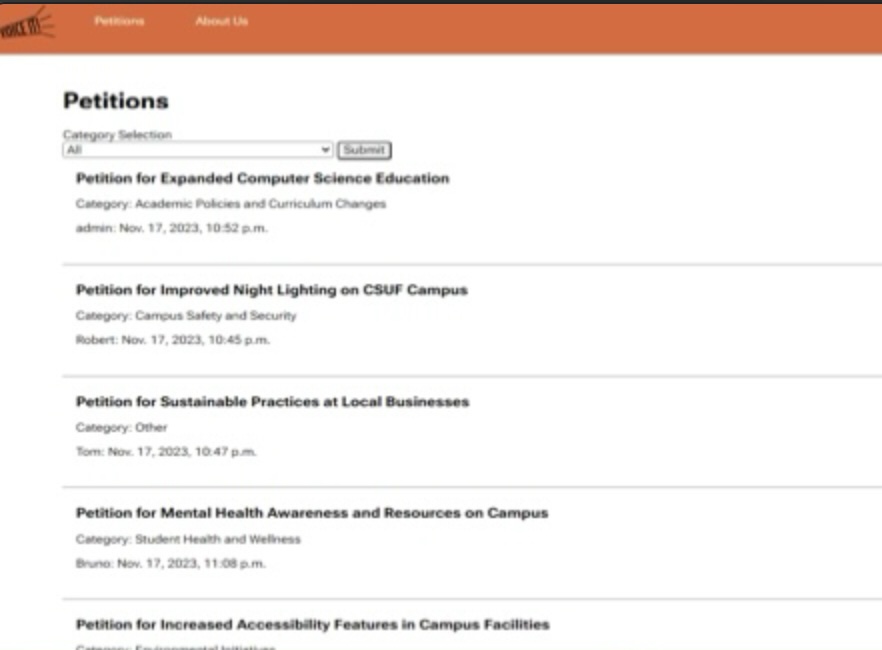 VOICE IT!
Petitions
About Us
Petitions
Category Selection
All
Submit
Petition for Expanded Computer Science Education
Category: Academic Policies and Curriculum Changes
admin: Nov. 17, 2023, 10:52 p.m.
Petition for Improved Night Lighting on CSUF Campus
Category: Campus Safety and Security
Robert: Nov. 17, 2023, 10:45 p.m.
Petition for Sustainable Practices at Local Businesses
Category: Other
Tom: Nov. 17, 2023, 10:47 p.m.
Petition for Mental Health Awareness and Resources on Campus
Category: Student Health and Wellness
Bruno: Nov. 17, 2023, 11:08 p.m.
Petition for Increased Accessibility Features in Campus Facilities
Category: Environmental Initiatives